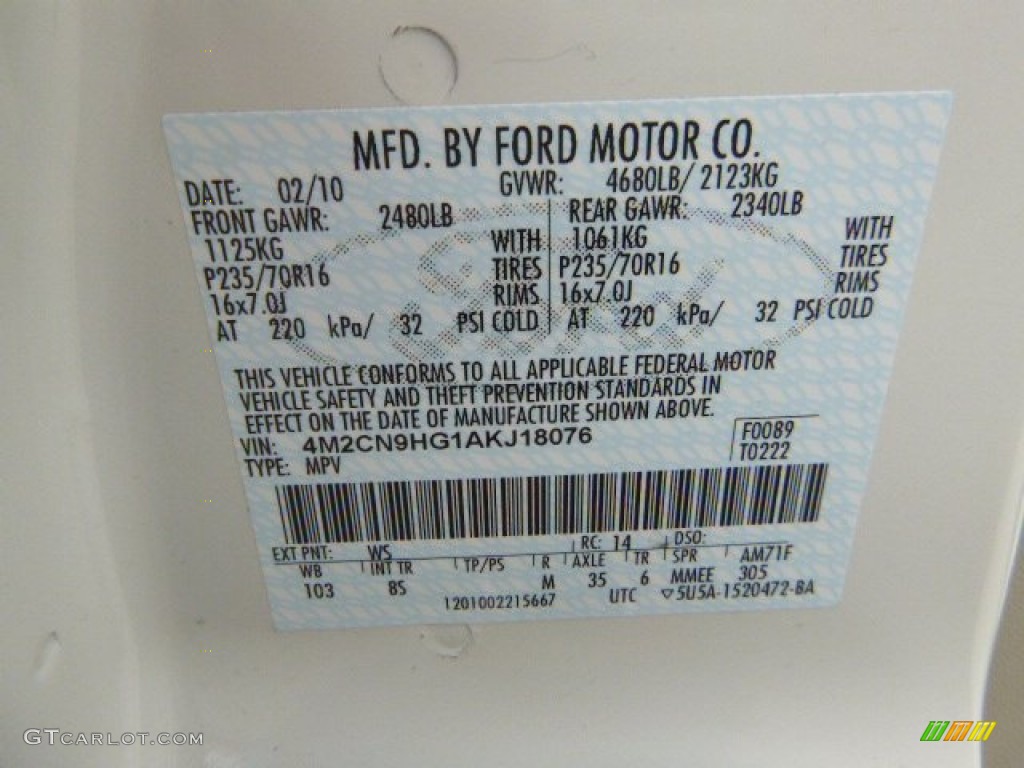 MFD. BY FORD MOTOR CO.
DATE: 02/10 GVWR: 4680LB/ 2123KG
FRONT GAWR: 2480LB REAR GAWR: 2340LB
1125KG WITH 1061KG WITH
P235/70R16 TIRES P235/70R16 TIRES
16x7.0J RIMS 16x7.0J RIMS
AT 220 kPa/ 32 PSI COLD AT 220 kPa/ 32 PSI COLD
THIS VEHICLE CONFORMS TO ALL APPLICABLE FEDERAL MOTOR
VEHICLE SAFETY AND THEFT PREVENTION STANDARDS IN
EFFECT ON THE DATE OF MANUFACTURE SHOWN ABOVE.
VIN: 4M2CN9HG1AKJ18076 F0089
TYPE: MPV T0222
EXT PNT: WS RC: 14 DSO:
WB INT TR TP/PS R AXLE TR SPR AM71F
103 8S M 35 6 MMEE 305
1201002215667 UTC ▽5U5A-1520472-BA
GTCARLOT.COM